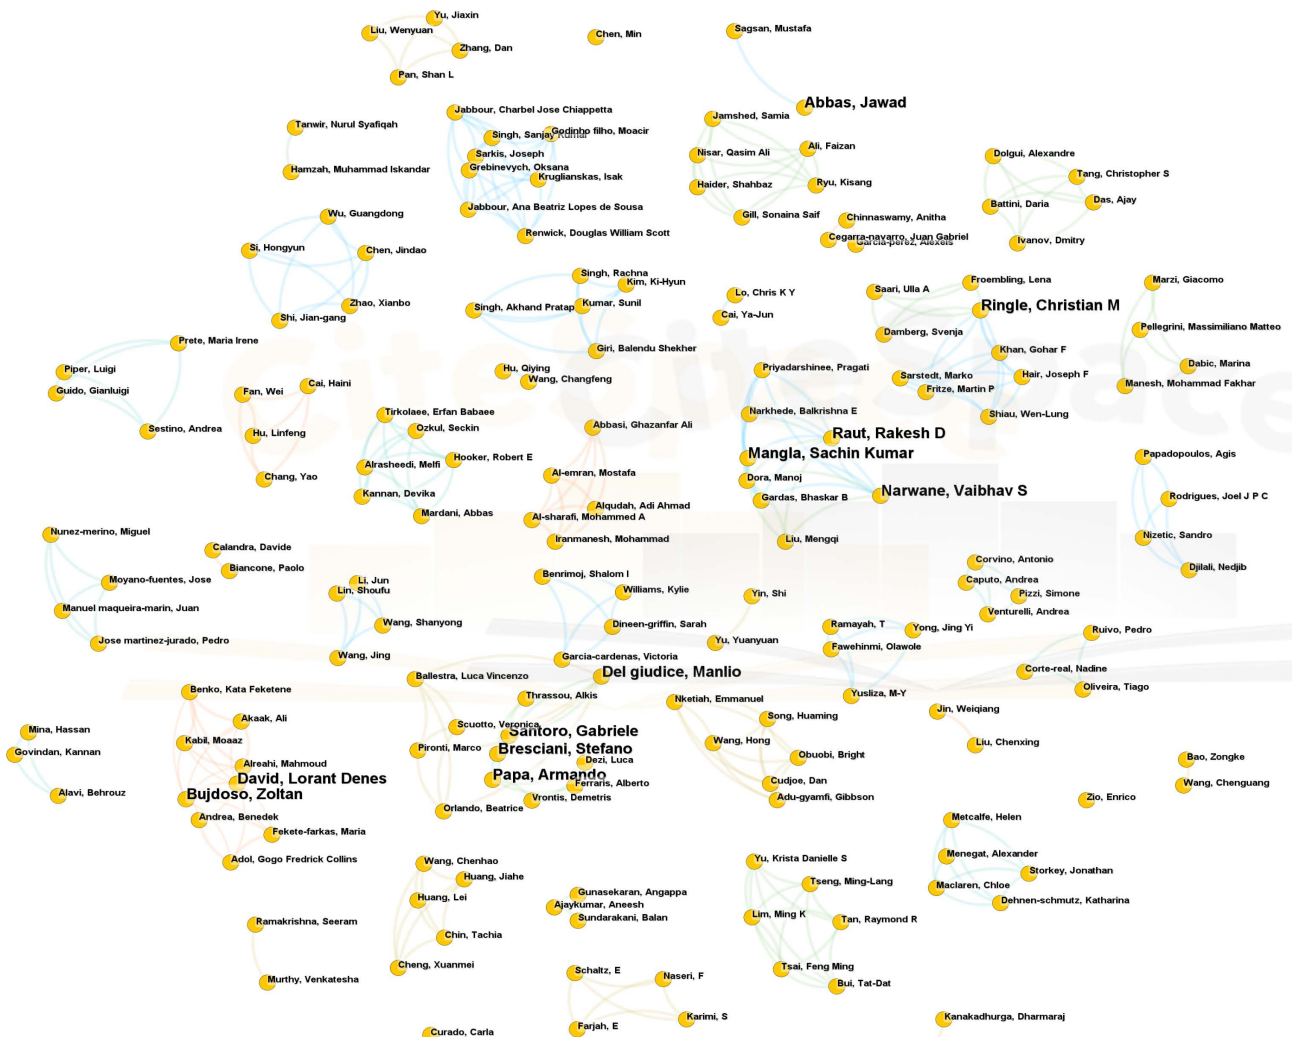 Yu, Jiaxin
Liu, Wenyuan
Chen, Min
Sagsan, Mustafa
Zhang, Dan
Pan, Shan L
Abbas, Jawad
Jabbour, Charbel Jose Chiappetta
Jamshed, Samia
Tanwir, Nurul Syafiqah
Singh, Sanjay Kumar
Godinho filho, Moacir
Ali, Faizan
Nisar, Qasim Ali
Dolgui, Alexandre
Sarkis, Joseph
Grebinevych, Oksana
Hamzah, Muhammad Iskandar
Kruglianskas, Isak
Tang, Christopher S
Haider, Shahbaz
Ryu, Kisang
Das, Ajay
Jabbour, Ana Beatriz Lopes de Sousa
Battini, Daria
Wu, Guangdong
Gill, Sonaina Saif
Chinnaswamy, Anitha
Renwick, Douglas William Scott
Cegarra-navarro, Juan Gabriel
Garcia-perez, Alexeis
Ivanov, Dmitry
Si, Hongyun
Chen, Jindao
Singh, Rachna
Kim, Ki-Hyun
Froembling, Lena
Marzi, Giacomo
Saari, Ulla A
Lo, Chris K Y
Zhao, Xianbo
Singh, Akhand Pratap
Kumar, Sunil
Ringle, Christian M
Shi, Jian-gang
Cai, Ya-Jun
Pellegrini, Massimiliano Matteo
Damberg, Svenja
Prete, Maria Irene
Giri, Balendu Shekher
Khan, Gohar F
Piper, Luigi
Hu, Qiying
Priyadarshinee, Pragati
Dabic, Marina
Wang, Changfeng
Sarstedt, Marko
Hair, Joseph F
Guido, Gianluigi
Fan, Wei
Cai, Haini
Fritze, Martin P
Manesh, Mohammad Fakhar
Tirkolaee, Erfan Babaee
Narkhede, Balkrishna E
Shiau, Wen-Lung
Sestino, Andrea
Hu, Linfeng
Ozkul, Seckin
Abbasi, Ghazanfar Ali
Raut, Rakesh D
Mangla, Sachin Kumar
Papadopoulos, Agis
Alrasheedi, Melfi
Hooker, Robert E
Al-emran, Mostafa
Chang, Yao
Dora, Manoj
Narwane, Vaibhav S
Kannan, Devika
Gardas, Bhaskar B
Rodrigues, Joel J P C
Mardani, Abbas
Alqudah, Adi Ahmad
Al-sharafi, Mohammed A
Nunez-merino, Miguel
Iranmanesh, Mohammad
Liu, Mengqi
Nizetic, Sandro
Calandra, Davide
Corvino, Antonio
Biancone, Paolo
Djilali, Nedjib
Moyano-fuentes, Jose
Li, Jun
Lin, Shoufu
Benrimoj, Shalom I
Williams, Kylie
Yin, Shi
Caputo, Andrea
Pizzi, Simone
Manuel maqueira-marin, Juan
Venturelli, Andrea
Wang, Shanyong
Dineen-griffin, Sarah
Ramayah, T
Yong, Jing Yi
Ruivo, Pedro
Jose martinez-jurado, Pedro
Yu, Yuanyuan
Fawehinmi, Olawole
Wang, Jing
Garcia-cardenas, Victoria
Del giudice, Manlio
Corte-real, Nadine
Ballestra, Luca Vincenzo
Benko, Kata Feketene
Oliveira, Tiago
Thrassou, Alkis
Nketiah, Emmanuel
Yusliza, M-Y
Jin, Weiqiang
Akaak, Ali
Scuotto, Veronica
Song, Huaming
Mina, Hassan
Santoro, Gabriele
Kabil, Moaaz
Pironti, Marco
Bresciani, Stefano
Wang, Hong
Liu, Chenxing
Govindan, Kannan
Alreahi, Mahmoud
Dezi, Luca
Obuobi, Bright
Bao, Zongke
David, Lorant Denes
Papa, Armando
Ferraris, Alberto
Cudjoe, Dan
Wang, Chenguang
Alavi, Behrouz
Bujdoso, Zoltan
Vrontis, Demetris
Adu-gyamfi, Gibbson
Zio, Enrico
Orlando, Beatrice
Andrea, Benedek
Metcalfe, Helen
Fekete-farkas, Maria
Menegat, Alexander
Adol, Gogo Fredrick Collins
Wang, Chenhao
Yu, Krista Danielle S
Storkey, Jonathan
Huang, Jiahe
Tseng, Ming-Lang
Maclaren, Chloe
Gunasekaran, Angappa
Huang, Lei
Ajaykumar, Aneesh
Dehnen-schmutz, Katharina
Lim, Ming K
Sundarakani, Balan
Tan, Raymond R
Ramakrishna, Seeram
Chin, Tachia
Cheng, Xuanmei
Tsai, Feng Ming
Schaltz, E
Naseri, F
Murthy, Venkatesha
Bui, Tat-Dat
Karimi, S
Kanakadhurga, Dharmaraj
Farjah, E
Curado, Carla
CiteSpace